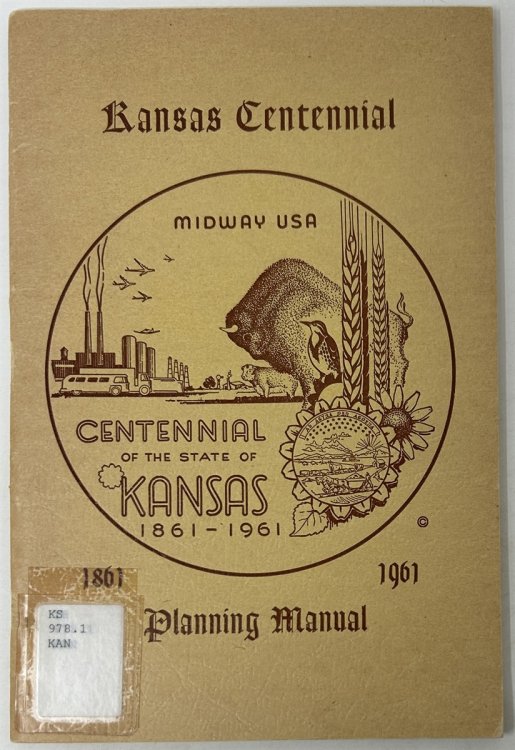 Kansas Centennial
MIDWAY USA
CENTENNIAL
OF THE STATE OF
KANSAS
1861-1961
©
1861 1961
Planning Manual
KS
978.1
KAN